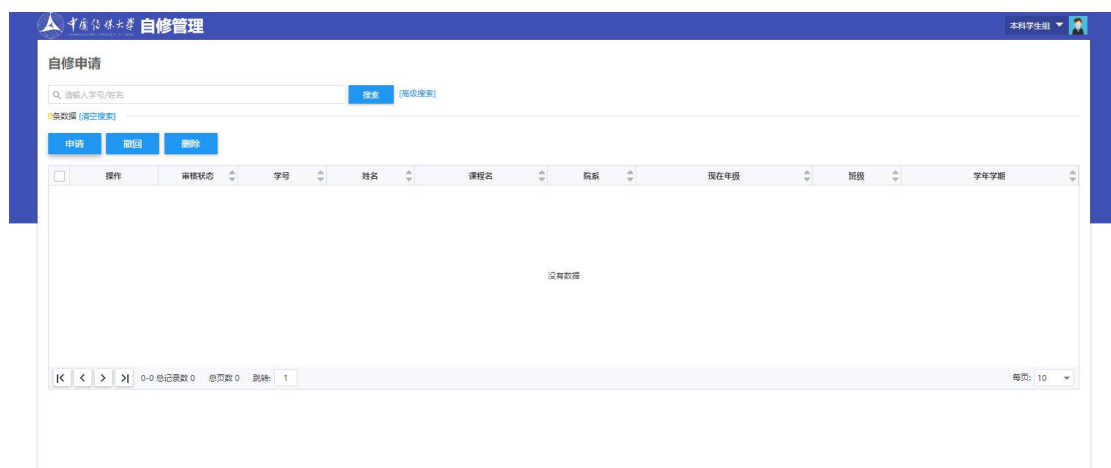 中国传媒大学 自修管理 本科学生组
自修申请
请输入学号/姓名 搜索 [高级搜索]
0条数据 [清空搜索]
申请 撤回 删除
操作 审核状态 学号 姓名 课程名 院系 现在年级 班级 学年学期
没有数据
0-0 总记录数 0 总页数 0 跳转: 1 每页: 10